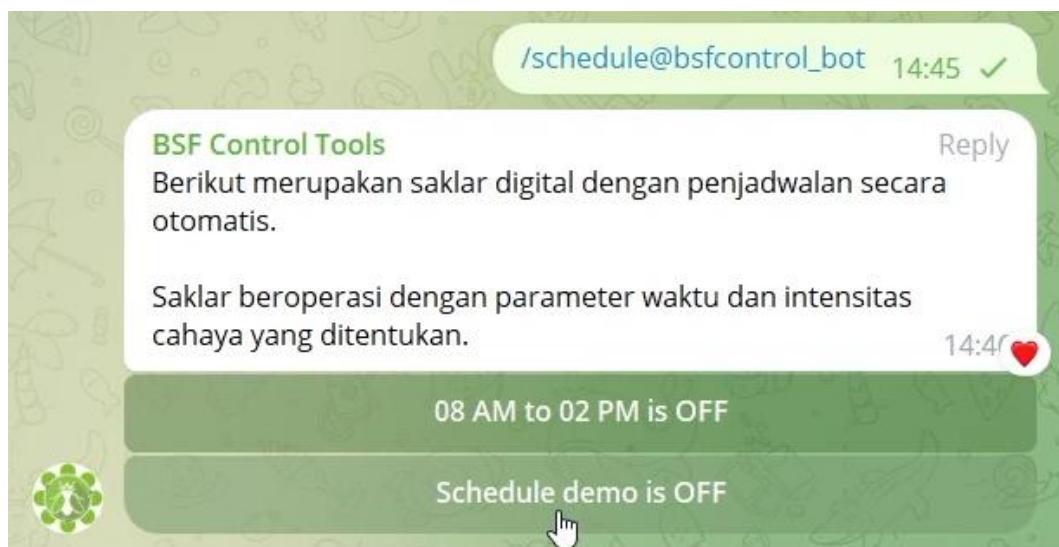 /schedule@bsfcontrol_bot 14:45
BSF Control Tools Reply
Berikut merupakan saklar digital dengan penjadwalan secara
otomatis.
Saklar beroperasi dengan parameter waktu dan intensitas
cahaya yang ditentukan.
08 AM to 02 PM is OFF
Schedule demo is OFF